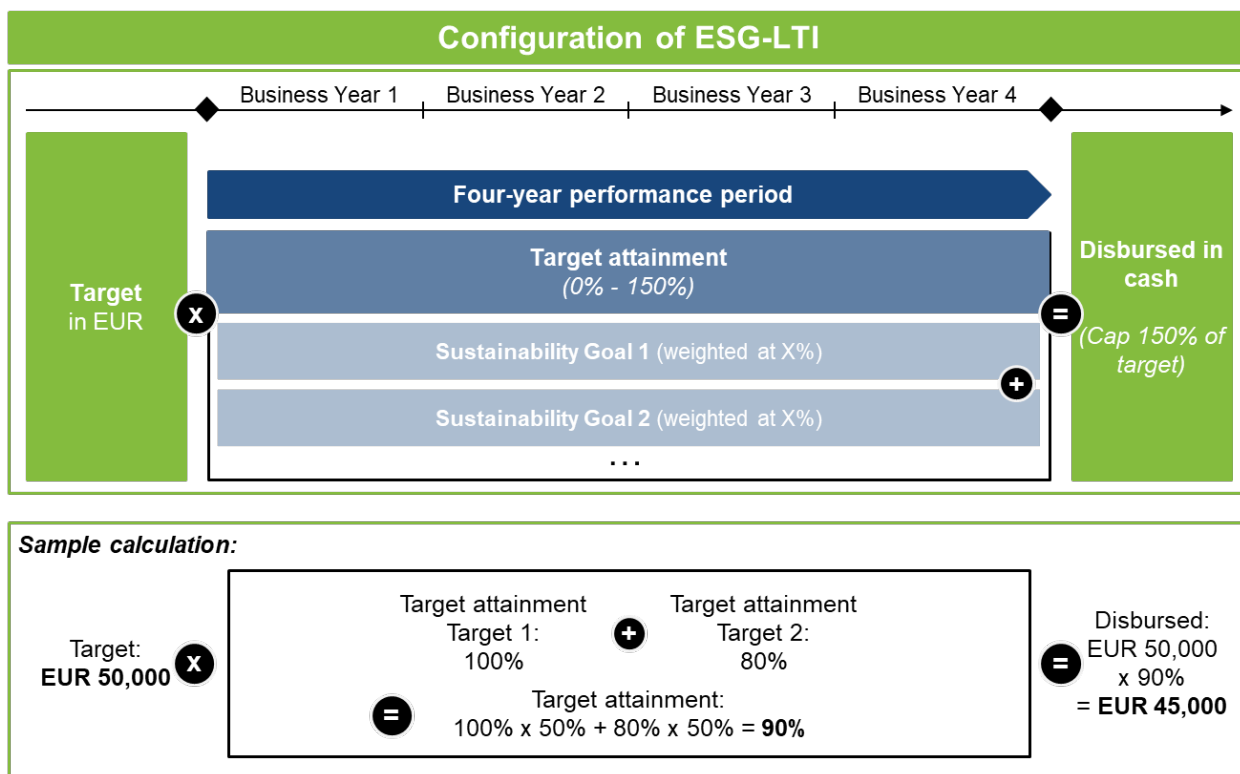 Configuration of ESG-LTI
Business Year 1
Business Year 2
Business Year 3
Business Year 4
Four-year performance period
Target
in EUR
x
Target attainment
(0% - 150%)
Sustainability Goal 1 (weighted at X%)
+
Sustainability Goal 2 (weighted at X%)
...
=
Disbursed in
cash
(Cap 150% of
target)
Sample calculation:
Target:
EUR 50,000
x
Target attainment
Target 1:
100%
+
Target attainment
Target 2:
80%
=
Target attainment:
100% x 50% + 80% x 50% = 90%
=
Disbursed:
EUR 50,000
x 90%
= EUR 45,000